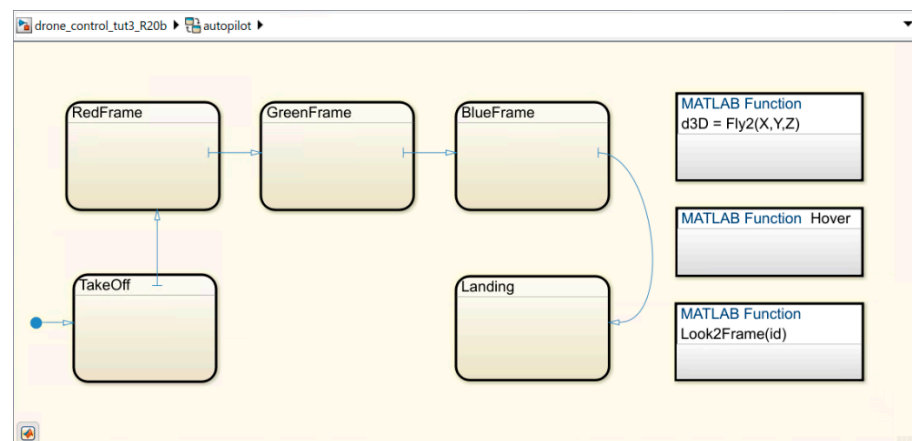 drone_control_tut3_R20b ▶ autopilot ▶
RedFrame
GreenFrame
BlueFrame
MATLAB Function
d3D = Fly2(X,Y,Z)
MATLAB Function Hover
TakeOff
Landing
MATLAB Function
Look2Frame(id)